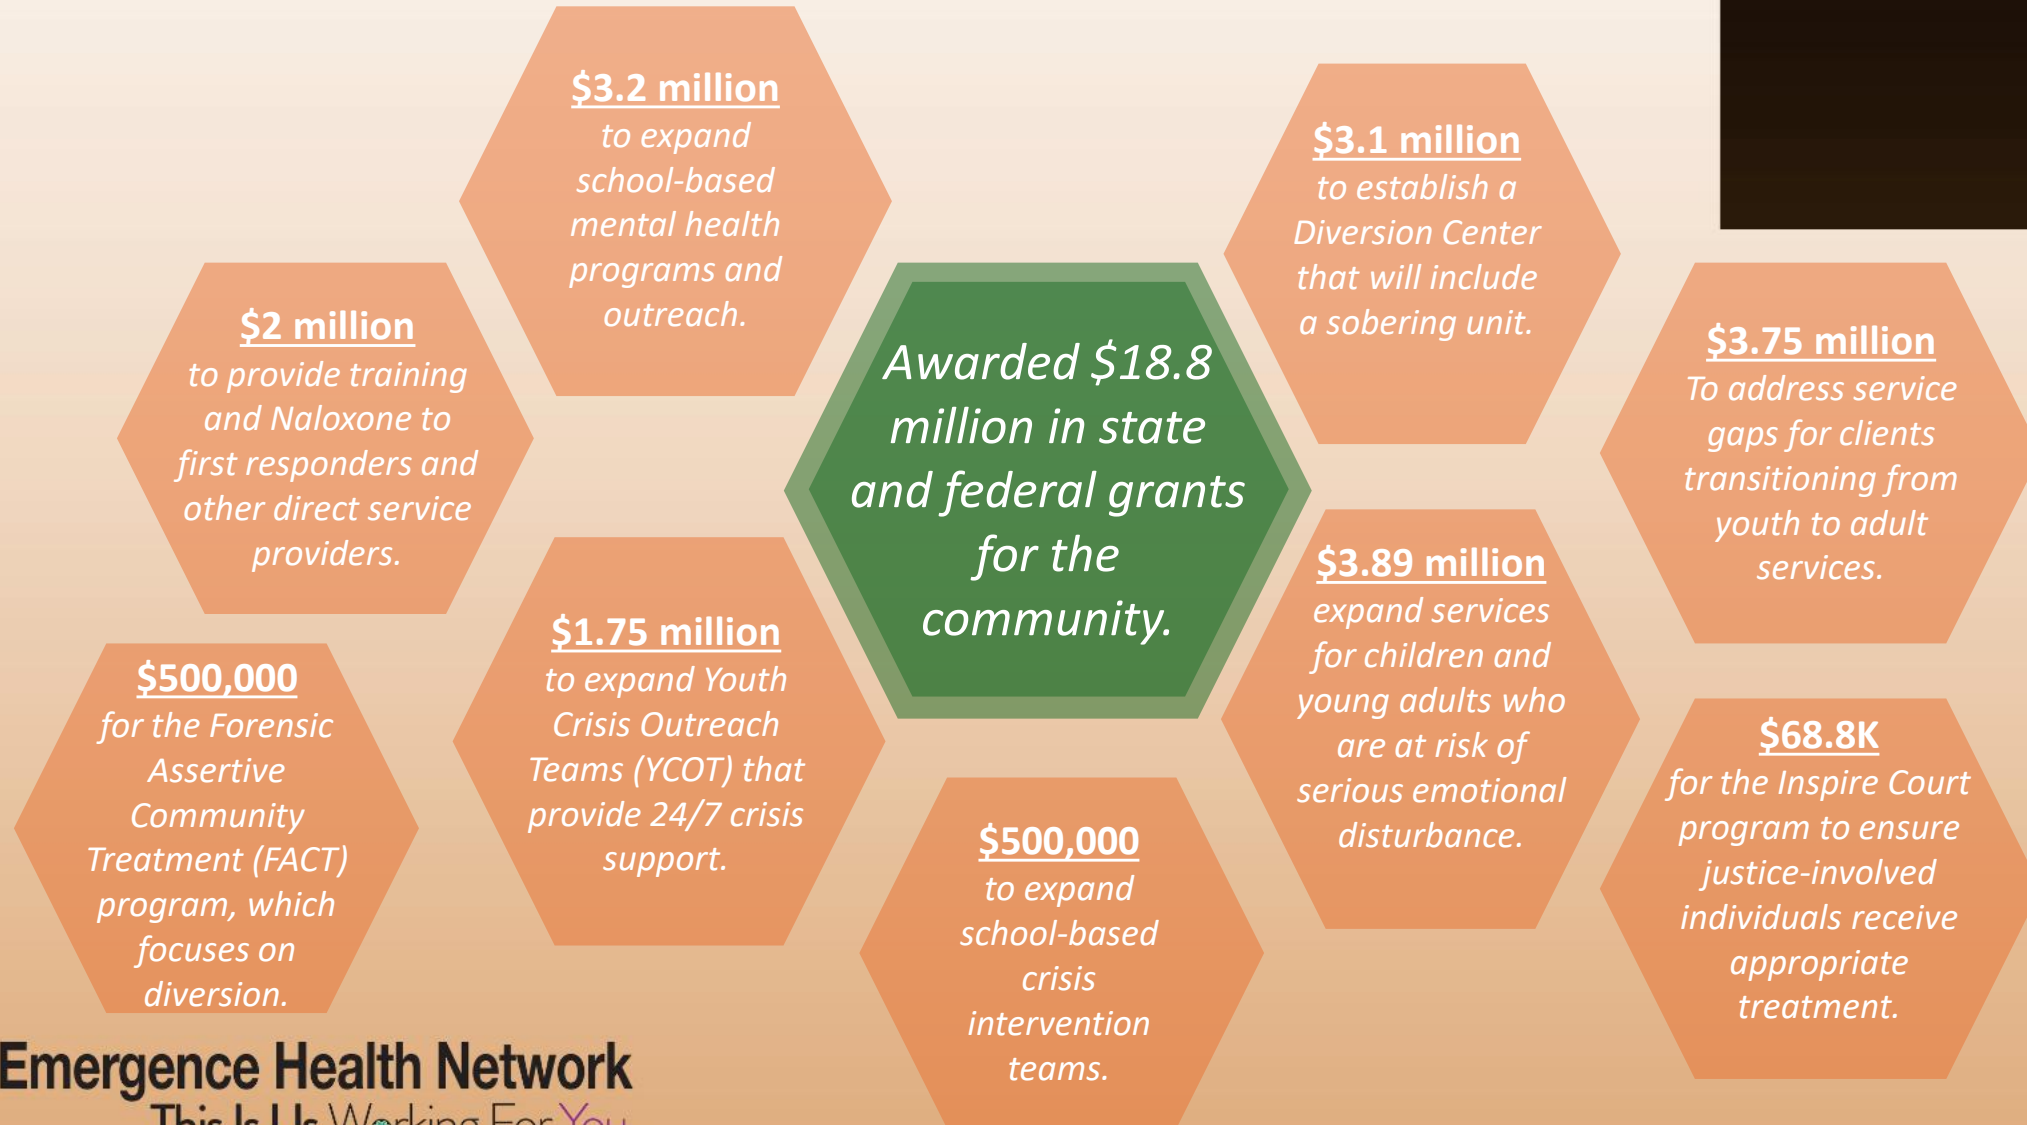 $3.2 million
to expand
school-based
mental health
programs and
outreach.
$3.1 million
to establish a
Diversion Center
that will include
a sobering unit.
$2 million
to provide training
and Naloxone to
first responders and
other direct service
providers.
Awarded $18.8
million in state
and federal grants
for the
community.
$3.75 million
To address service
gaps for clients
transitioning from
youth to adult
services.
$500,000
for the Forensic
Assertive
Community
Treatment (FACT)
program, which
focuses on
diversion.
$1.75 million
to expand Youth
Crisis Outreach
Teams (YCOT) that
provide 24/7 crisis
support.
$500,000
to expand
school-based
crisis
intervention
teams.
$3.89 million
expand services
for children and
young adults who
are at risk of
serious emotional
disturbance.
$68.8K
for the Inspire Court
program to ensure
justice-involved
individuals receive
appropriate
treatment.
Emergence Health Network
This Is Us Working For You